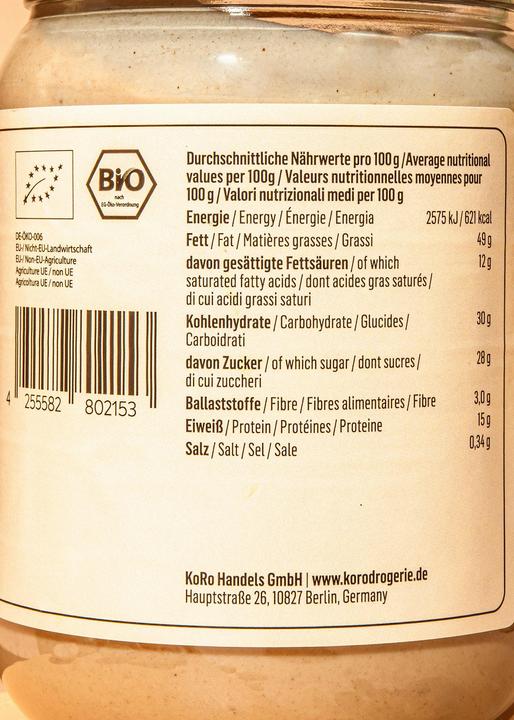 BiO
nach
EG-Öko-Verordnung
DE-ÖKO-006
EU-/ Nicht-EU-Landwirtschaft
EU-/ Non-EU-Agriculture
Agriculture UE / non UE
Agricoltura UE / non UE
4 255582 802153
Durchschnittliche Nährwerte pro 100 g / Average nutritional
values per 100g / Valeurs nutritionnelles moyennes pour
100 g / Valori nutrizionali medi per 100 g
Energie / Energy / Énergie / Energia 2575 kJ / 621 kcal
Fett / Fat / Matières grasses / Grassi 49 g
davon gesättigte Fettsäuren / of which 12 g
saturated fatty acids / dont acides gras saturés /
di cui acidi grassi saturi
Kohlenhydrate / Carbohydrate / Glucides / 30 g
Carboidrati
davon Zucker / of which sugar / dont sucres / 28 g
di cui zuccheri
Ballaststoffe / Fibre / Fibres alimentaires / Fibre 3,0 g
Eiweiß / Protein / Protéines / Proteine 15 g
Salz / Salt / Sel / Sale 0,34 g
KoRo Handels GmbH | www.korodrogerie.de
Hauptstraße 26, 10827 Berlin, Germany